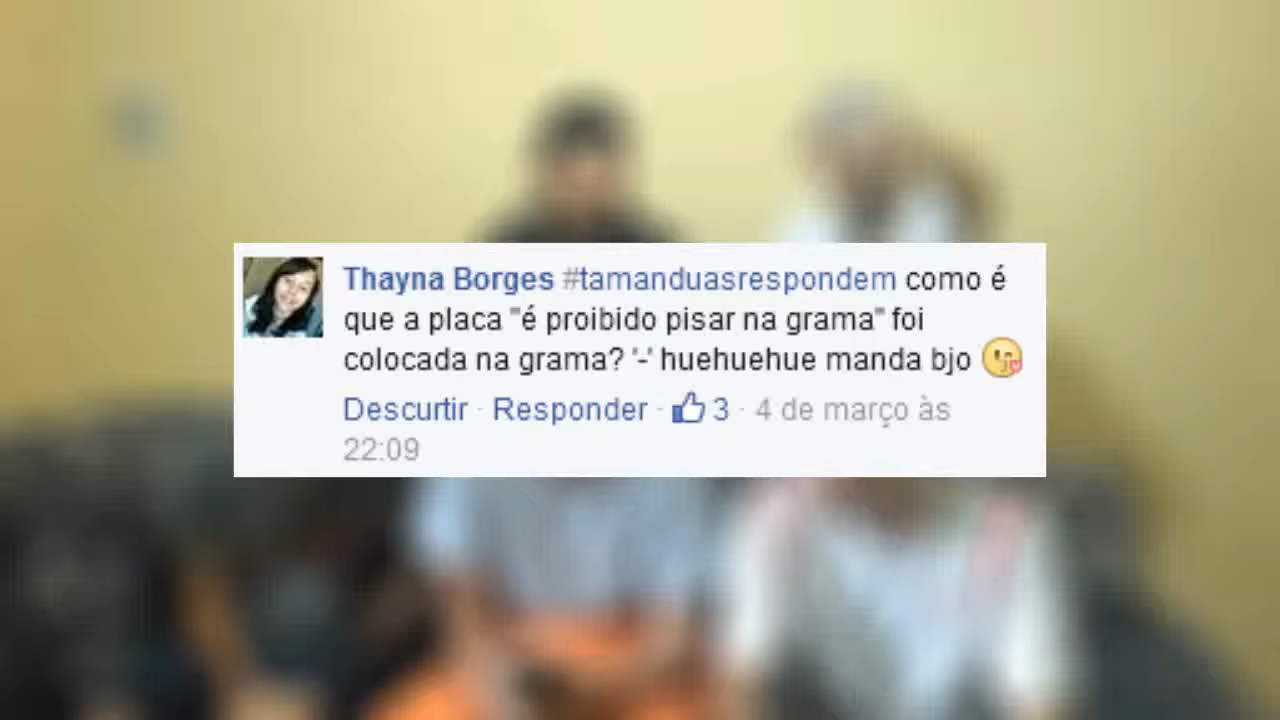 Thayna Borges #tamanduasrespondem como é
que a placa "é proibido pisar na grama" foi
colocada na grama? '-' huehuehue manda bjo 😘
Descurtir · Responder · 👍 3 · 4 de março às
22:09